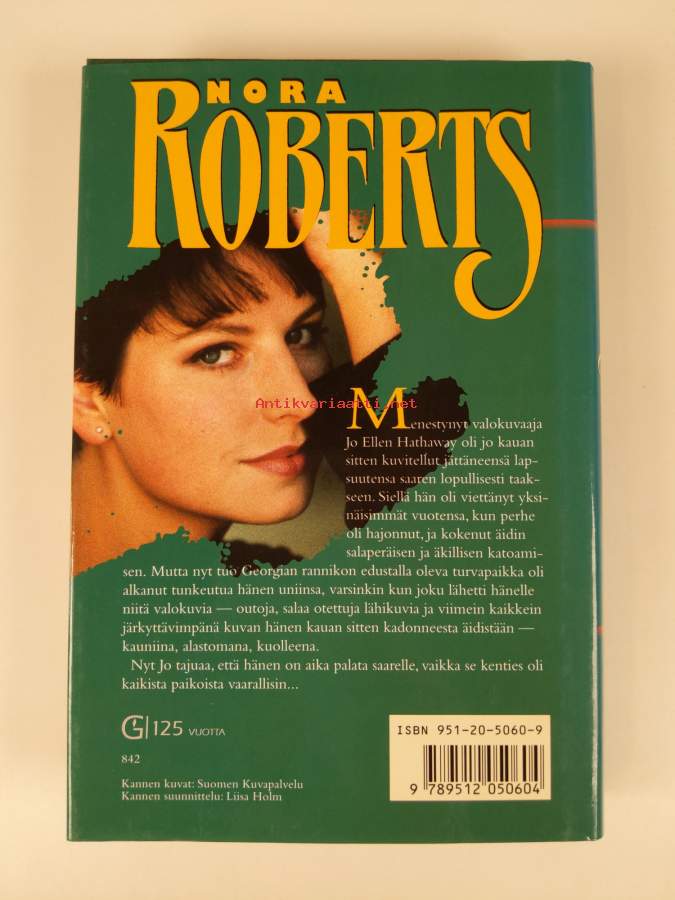 NORA
ROBERTS
Antikvariaatti.net
Menestynyt valokuvaaja
Jo Ellen Hathaway oli jo kauan
sitten kuvitellut jättäneensä lap-
suutensa saaren lopullisesti taak-
seen. Siellä hän oli viettänyt yksi-
näisimmät vuotensa, kun perhe
oli hajonnut, ja kokenut äidin
salaperäisen ja äkillisen katoami-
sen. Mutta nyt tuo Georgian rannikon edustalla oleva turvapaikka oli
alkanut tunkeutua hänen uniinsa, varsinkin kun joku lähetti hänelle
niitä valokuvia — outoja, salaa otettuja lähikuvia ja viimein kaikkein
järkyttävimpänä kuvan hänen kauan sitten kadonneesta äidistään —
kauniina, alastomana, kuolleena.
Nyt Jo tajuaa, että hänen on aika palata saarelle, vaikka se kenties oli
kaikista paikoista vaarallisin...
G 125 VUOTTA
842
Kannen kuvat: Suomen Kuvapalvelu
Kannen suunnittelu: Liisa Holm
ISBN 951-20-5060-9
9 789512 050604